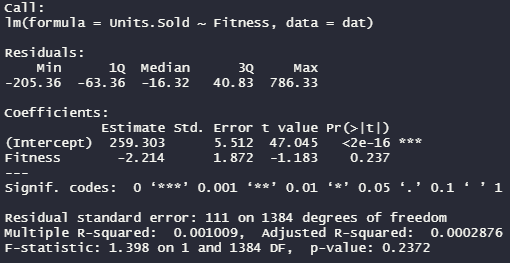 Call:
lm(formula = Units.Sold ~ Fitness, data = dat)
Residuals:
Min 1Q Median 3Q Max
-205.36 -63.36 -16.32 40.83 786.33
Coefficients:
Estimate Std. Error t value Pr(>|t|)
(Intercept) 259.303 5.512 47.045 <2e-16 ***
Fitness -2.214 1.872 -1.183 0.237
---
Signif. codes: 0 ‘***’ 0.001 ‘**’ 0.01 ‘*’ 0.05 ‘.’ 0.1 ‘ ’ 1
Residual standard error: 111 on 1384 degrees of freedom
Multiple R-squared: 0.001009, Adjusted R-squared: 0.0002876
F-statistic: 1.398 on 1 and 1384 DF, p-value: 0.2372